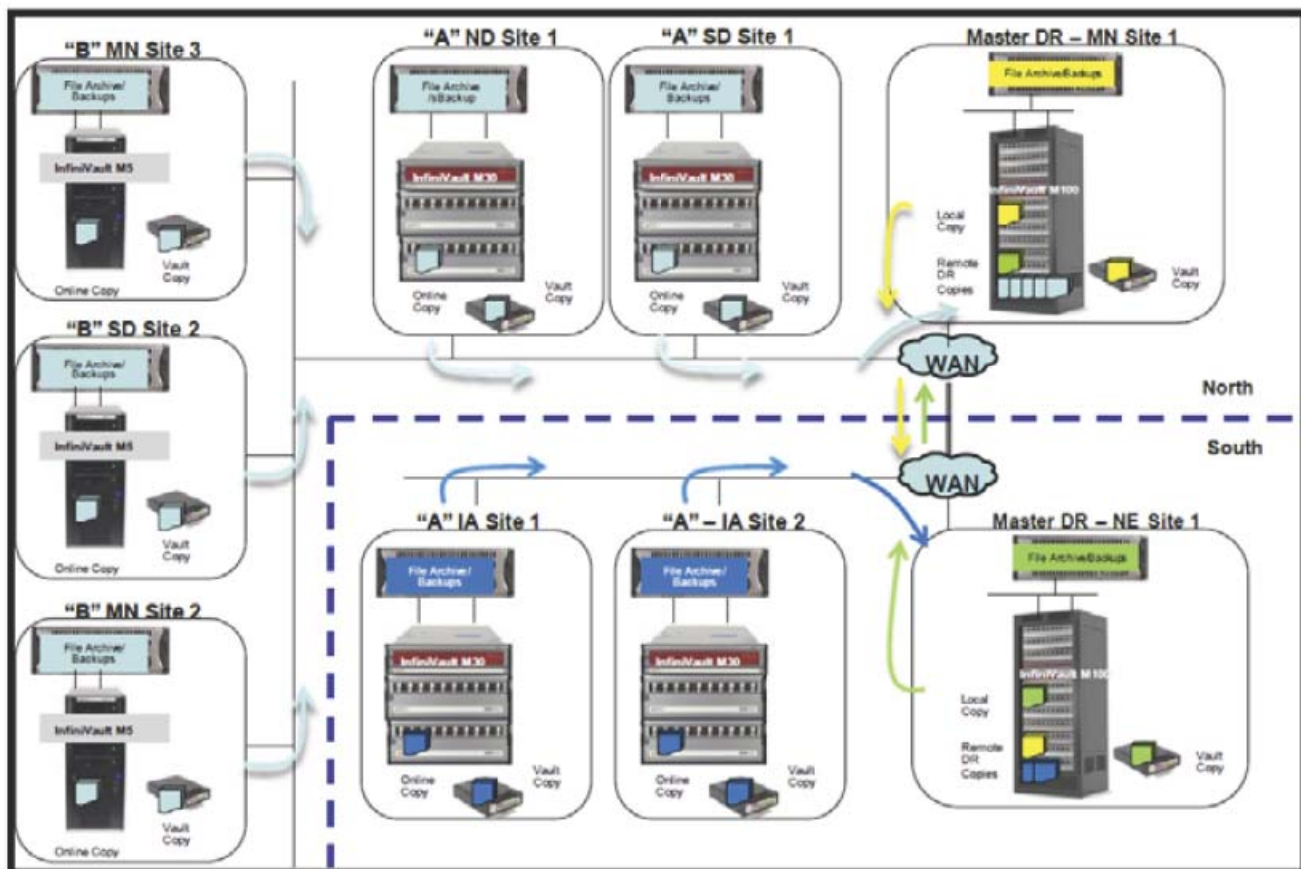 "B" MN Site 3
File Archive/
Backups
InfiniVault M5
Vault
Copy
Online Copy
"B" SD Site 2
File Archive/
Backups
InfiniVault M5
Vault
Copy
Online Copy
"B" MN Site 2
File Archive/
Backups
InfiniVault M5
Vault
Copy
Online Copy
"A" ND Site 1
File Archive
/sBackup
InfiniVault M30
Online
Copy
Vault
Copy
"A" SD Site 1
File Archive/
Backups
InfiniVault M30
Online
Copy
Vault
Copy
Master DR – MN Site 1
File Archive/Backups
InfiniVault M100
Local
Copy
Remote
DR
Copies
Vault
Copy
WAN
North
South
WAN
"A" IA Site 1
File Archive/
Backups
InfiniVault M30
Online
Copy
Vault
Copy
"A" – IA Site 2
File Archive/
Backups
InfiniVault M30
Online
Copy
Vault
Copy
Master DR – NE Site 1
File Archive/Backups
InfiniVault M100
Local
Copy
Remote
DR
Copies
Vault
Copy